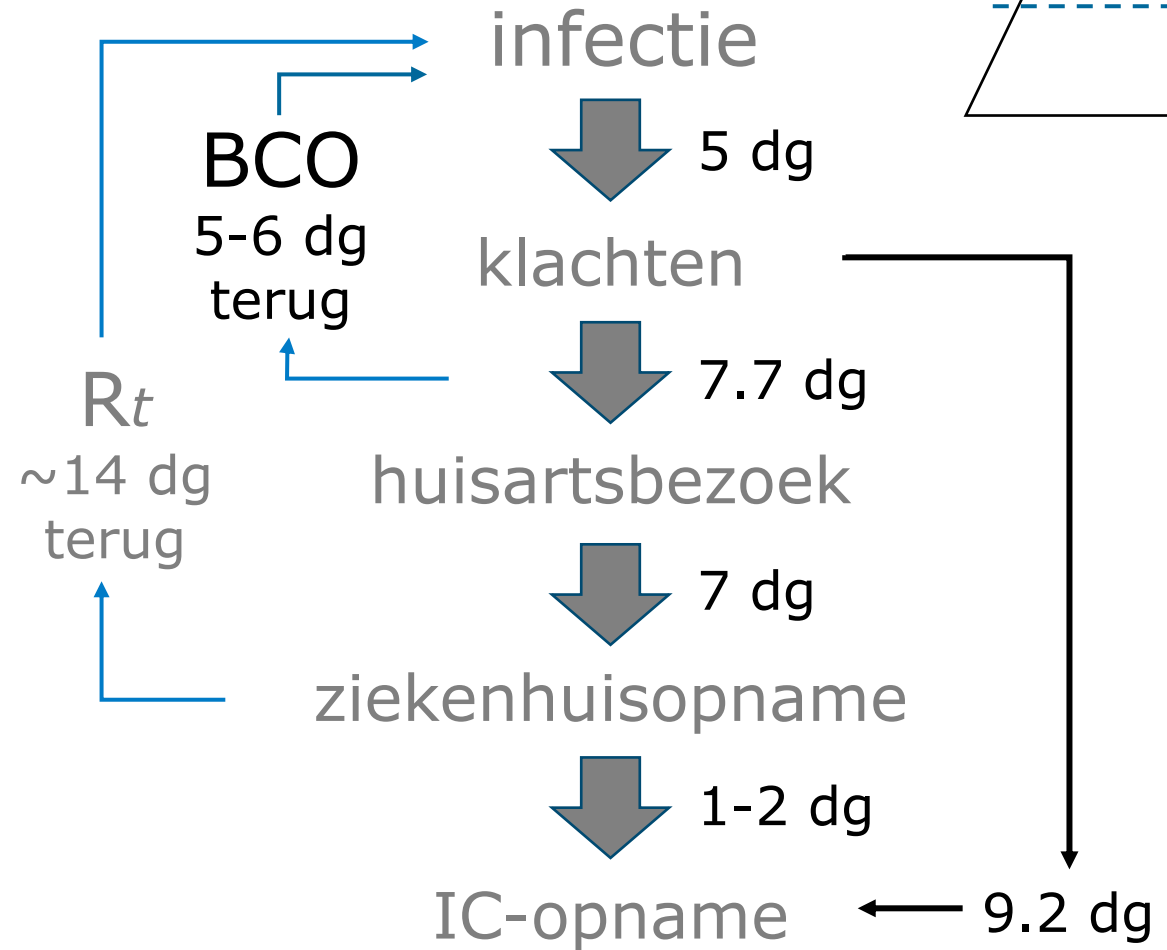 infectie
5 dg
BCO
5-6 dg
terug
klachten
7.7 dg
Rt
~14 dg
terug
huisartsbezoek
7 dg
ziekenhuisopname
1-2 dg
IC-opname
9.2 dg